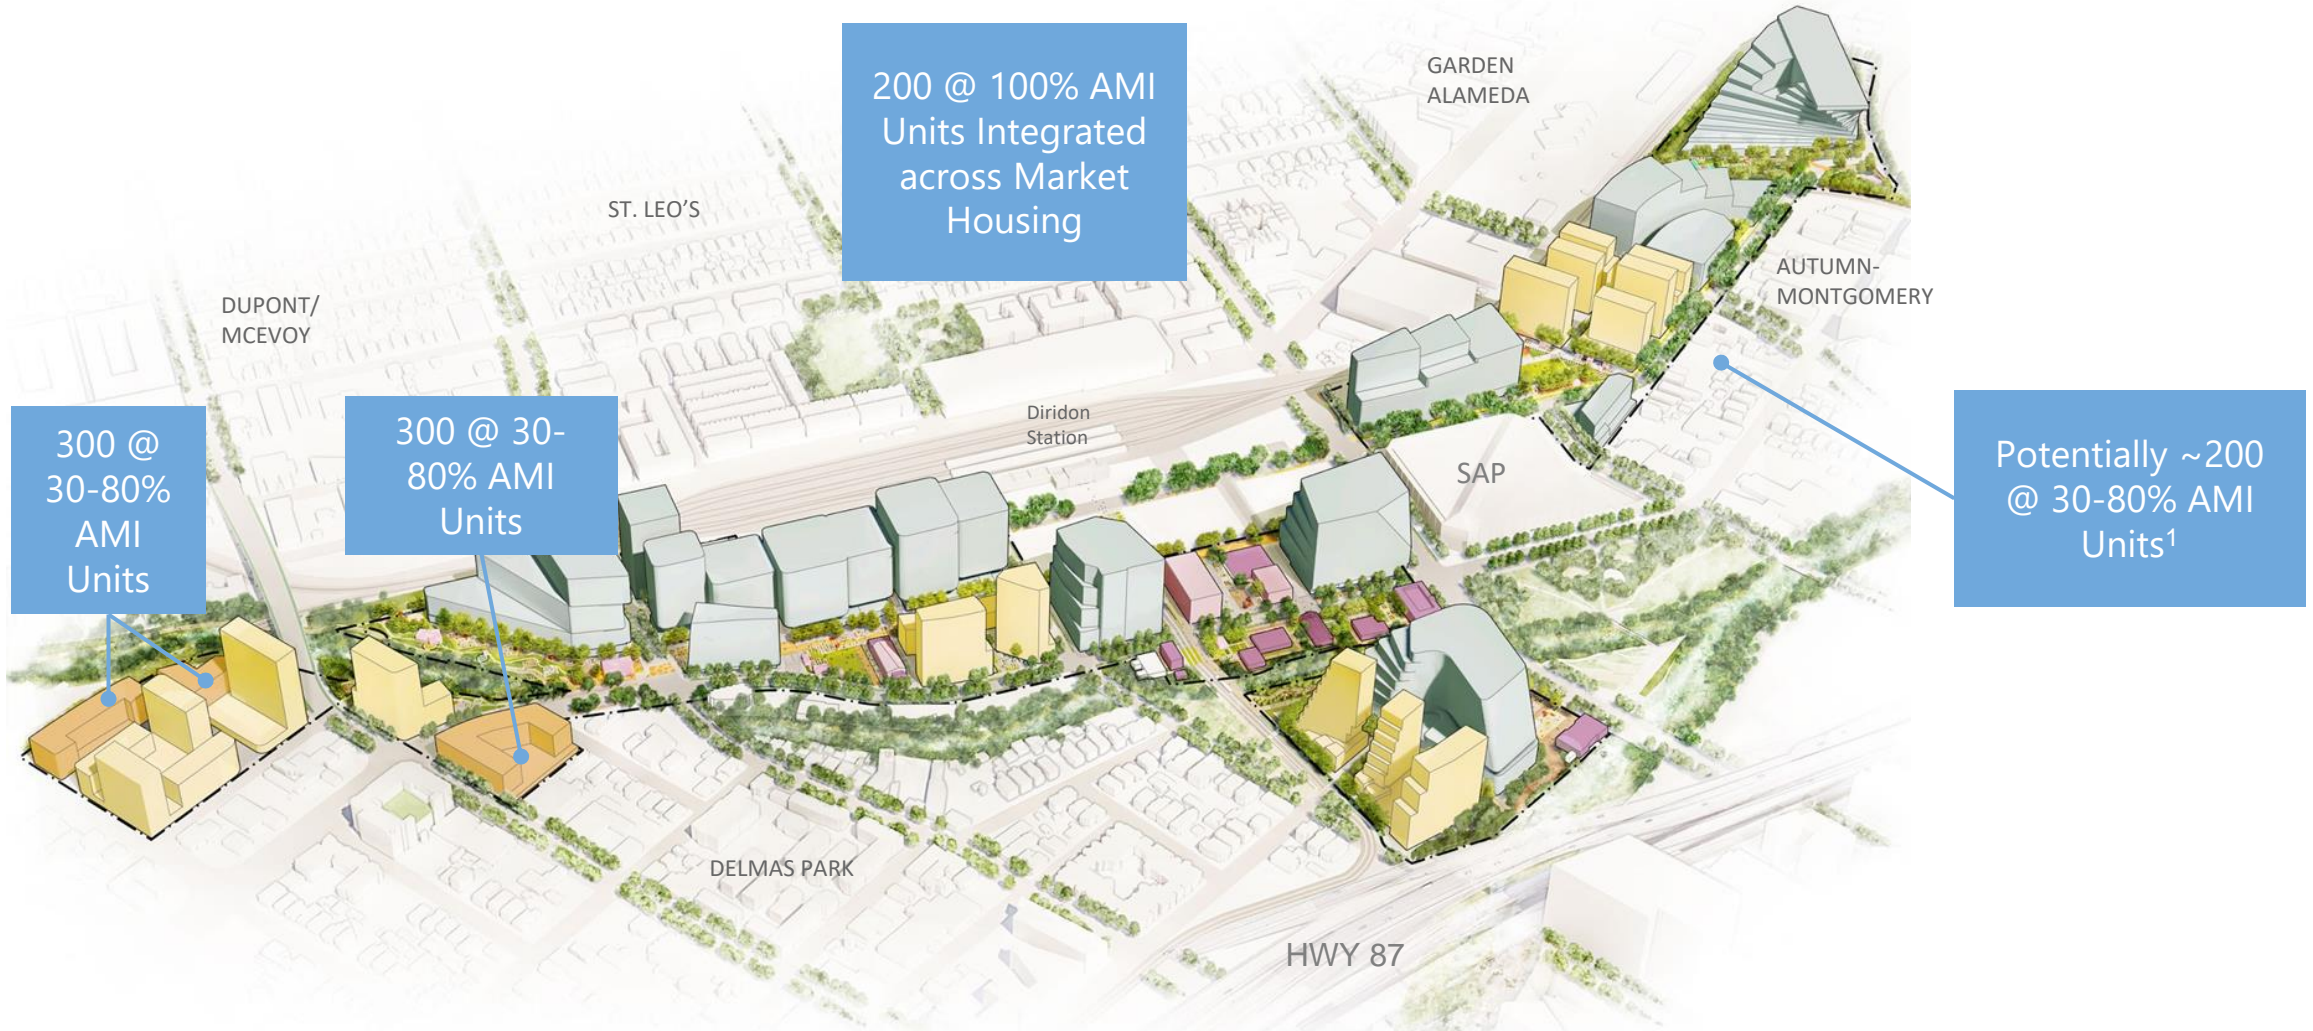 200 @ 100% AMI
Units Integrated
across Market
Housing
GARDEN
ALAMEDA
ST. LEO'S
AUTUMN-
MONTGOMERY
DUPONT/
MCEVOY
300 @
30-80%
AMI
Units
300 @ 30-
80% AMI
Units
Diridon
Station
SAP
Potentially ~200
@ 30-80% AMI
Units¹
DELMAS PARK
HWY 87